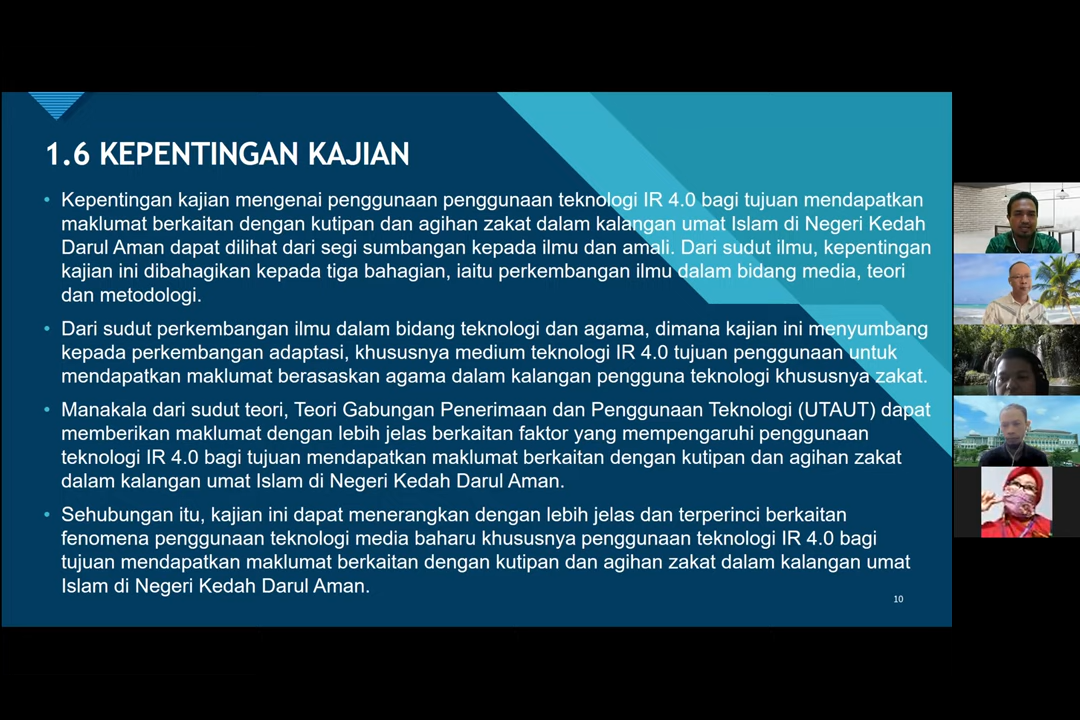 1.6 KEPENTINGAN KAJIAN
• Kepentingan kajian mengenai penggunaan penggunaan teknologi IR 4.0 bagi tujuan mendapatkan
maklumat berkaitan dengan kutipan dan agihan zakat dalam kalangan umat Islam di Negeri Kedah
Darul Aman dapat dilihat dari segi sumbangan kepada ilmu dan amali. Dari sudut ilmu, kepentingan
kajian ini dibahagikan kepada tiga bahagian, iaitu perkembangan ilmu dalam bidang media, teori
dan metodologi.
• Dari sudut perkembangan ilmu dalam bidang teknologi dan agama, dimana kajian ini menyumbang
kepada perkembangan adaptasi, khususnya medium teknologi IR 4.0 tujuan penggunaan untuk
mendapatkan maklumat berasaskan agama dalam kalangan pengguna teknologi khususnya zakat.
• Manakala dari sudut teori, Teori Gabungan Penerimaan dan Penggunaan Teknologi (UTAUT) dapat
memberikan maklumat dengan lebih jelas berkaitan faktor yang mempengaruhi penggunaan
teknologi IR 4.0 bagi tujuan mendapatkan maklumat berkaitan dengan kutipan dan agihan zakat
dalam kalangan umat Islam di Negeri Kedah Darul Aman.
• Sehubungan itu, kajian ini dapat menerangkan dengan lebih jelas dan terperinci berkaitan
fenomena penggunaan teknologi media baharu khususnya penggunaan teknologi IR 4.0 bagi
tujuan mendapatkan maklumat berkaitan dengan kutipan dan agihan zakat dalam kalangan umat
Islam di Negeri Kedah Darul Aman.
10